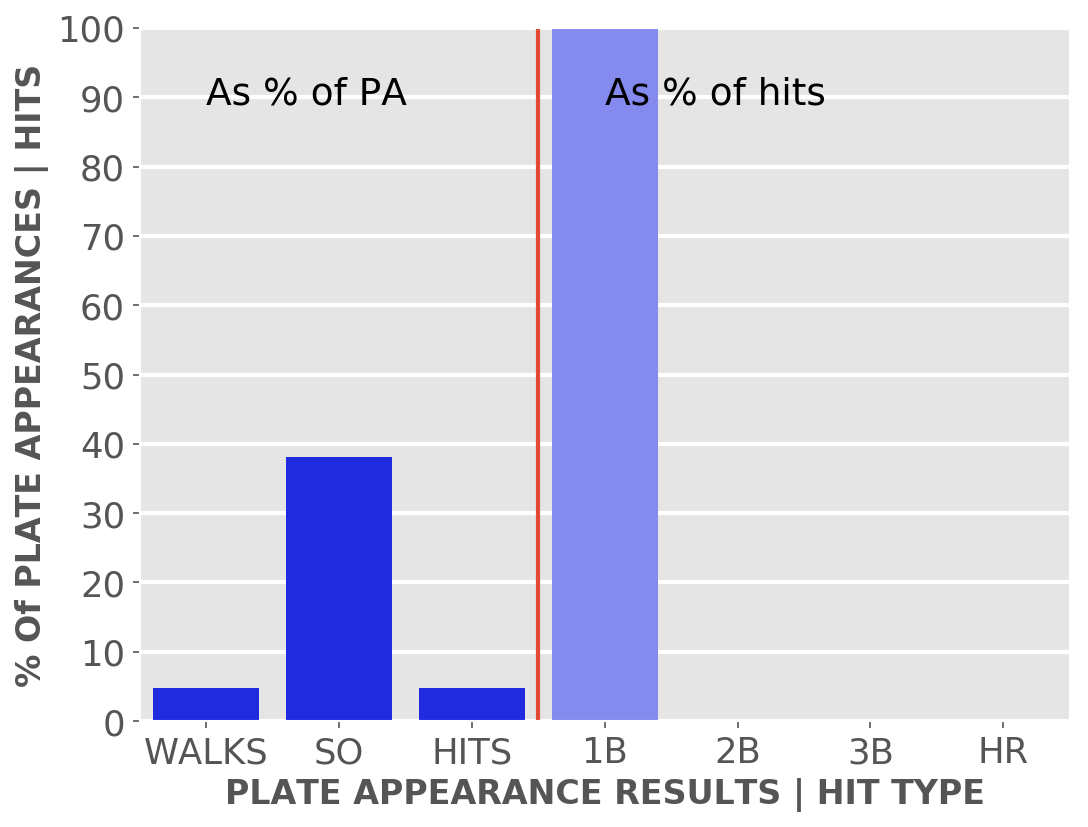 100
90
80
70
60
50
40
30
20
10
0
% Of PLATE APPEARANCES | HITS
As % of PA
As % of hits
WALKS SO HITS 1B 2B 3B HR
PLATE APPEARANCE RESULTS | HIT TYPE